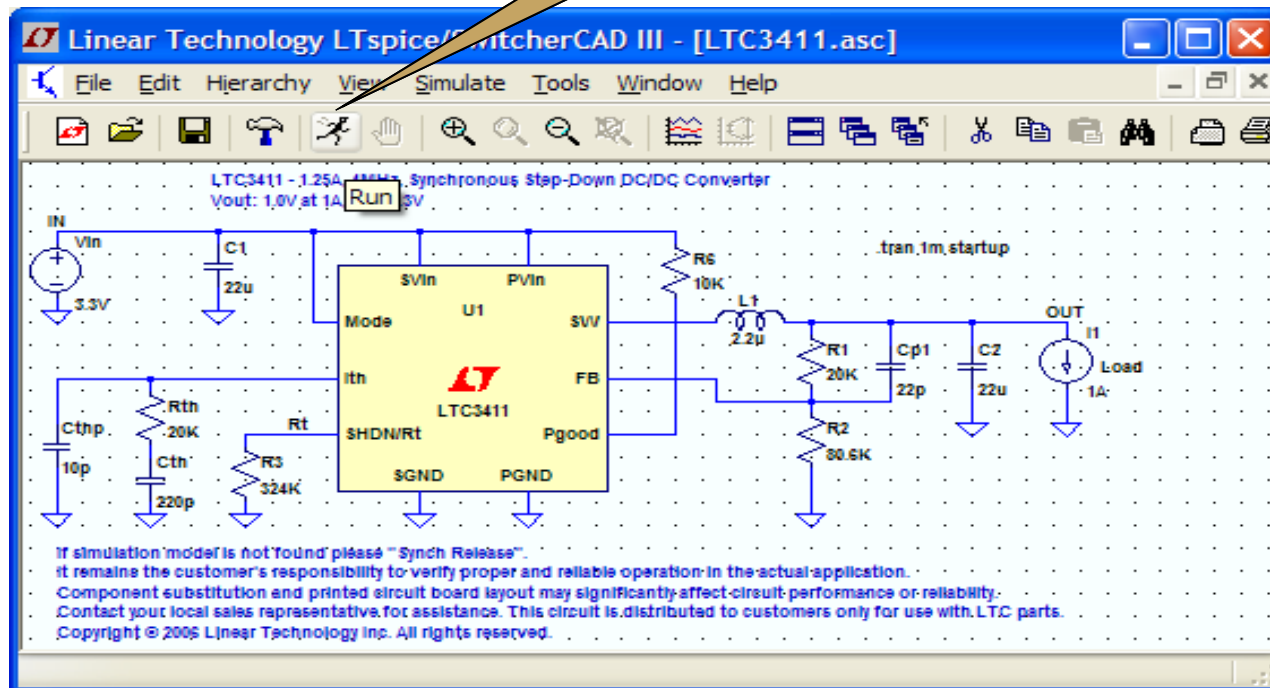 Linear Technology LTspice/SwitcherCAD III - [LTC3411.asc]
File Edit Hierarchy View Simulate Tools Window Help
LTC3411 - 1.25A, 4MHz, Synchronous Step-Down DC/DC Converter
Vout: 1.0V at 1A
Run
IN
Vin
3.3V
C1
22u
SVin
PVin
U1
Mode
SW
Ith
FB
LTC3411
SHDN/Rt
Pgood
SGND
PGND
R6
10K
.tran 1m startup
L1
2.2µ
OUT
I1
Load
1A
R1
20K
Cp1
22p
C2
22u
R2
80.6K
Rth
20K
Rt
Cthp
10p
Cth
220p
R3
324K
If simulation model is not found please "Synch Release".
It remains the customer's responsibility to verify proper and reliable operation in the actual application.
Component substitution and printed circuit board layout may significantly affect circuit performance or reliability.
Contact your local sales representative for assistance. This circuit is distributed to customers only for use with LTC parts.
Copyright © 2006 Linear Technology Inc. All rights reserved.